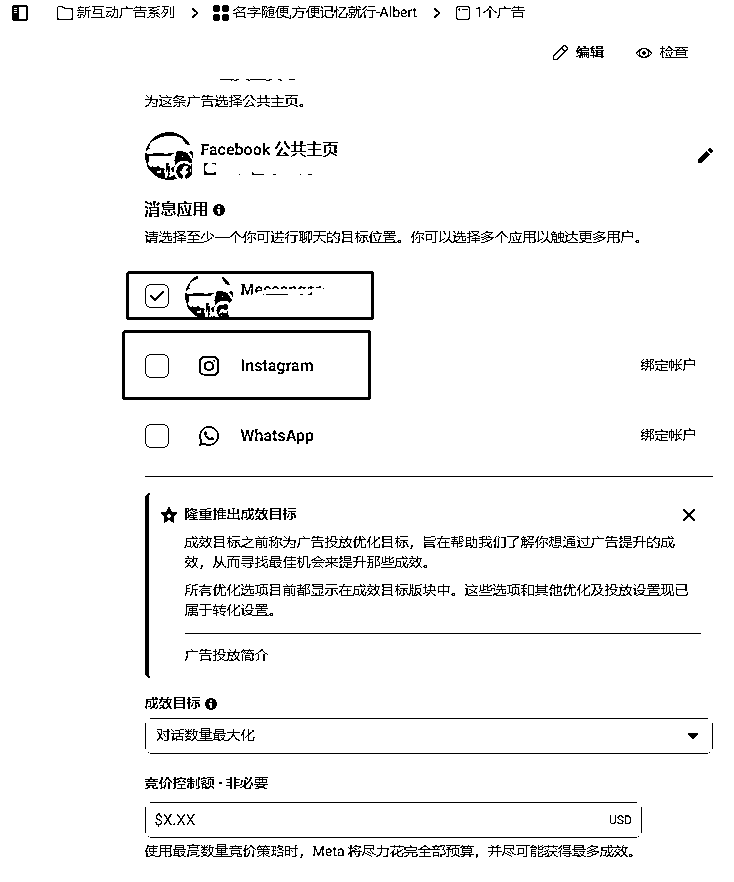 新互动广告系列 > 名字随便,方便记忆就行-Albert > 1个广告
编辑 检查
为这条广告选择公共主页。
Facebook 公共主页
消息应用
请选择至少一个你可进行聊天的目标位置。你可以选择多个应用以触达更多用户。
Instagram 绑定帐户
WhatsApp 绑定帐户
隆重推出成效目标
成效目标之前称为广告投放优化目标，旨在帮助我们了解你想通过广告提升的成
效，从而寻找最佳机会来提升那些成效。
所有优化选项目前都显示在成效目标版块中。这些选项和其他优化及投放设置现已
属于转化设置。
广告投放简介
成效目标
对话数量最大化
竞价控制额 · 非必要
$X.XX USD
使用最高数量竞价策略时，Meta 将尽力花完全部预算，并尽可能获得最多成效。